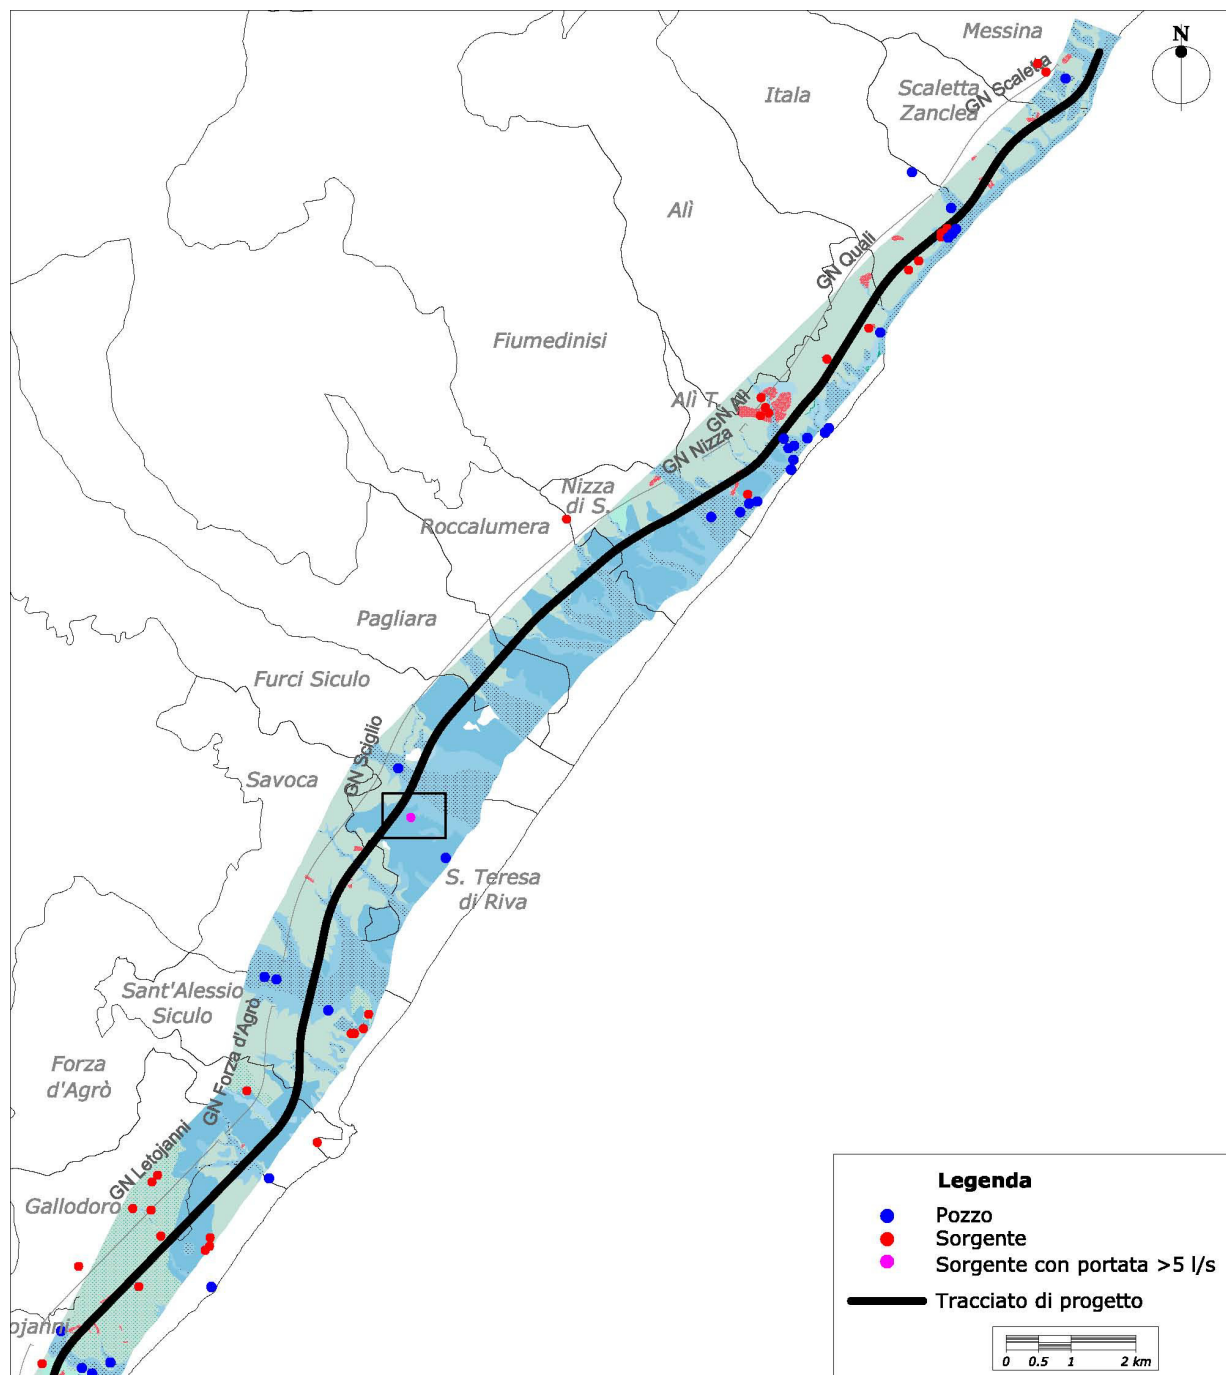 Messina
N
Scaletta
Zanclea
GN Scaletta
Itala
Alì
GN Quali
Fiumedinisi
Alì T.
GN Alì
GN Nizza
Nizza
di S.
Roccalumera
Pagliara
Furci Siculo
GN Sciglio
Savoca
S. Teresa
di Riva
Sant'Alessio
Siculo
GN Forza d'Agrò
Forza
d'Agrò
GN Letojanni
Gallodoro
ojanni
Legenda
Pozzo
Sorgente
Sorgente con portata >5 l/s
Tracciato di progetto
0 0.5 1 2 km